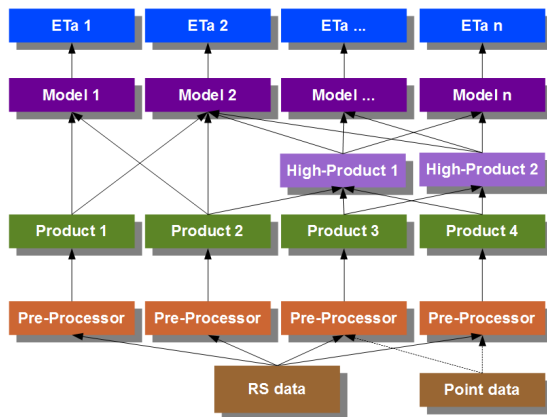 ETa 1
ETa 2
ETa ...
ETa n
Model 1
Model 2
Model ...
Model n
High-Product 1
High-Product 2
Product 1
Product 2
Product 3
Product 4
Pre-Processor
Pre-Processor
Pre-Processor
Pre-Processor
RS data
Point data